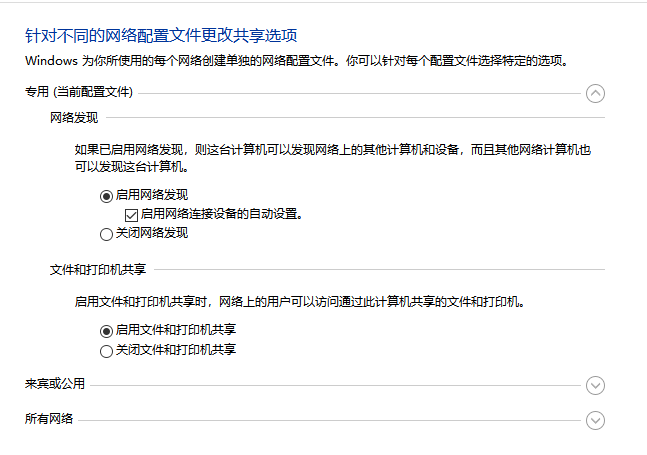 针对不同的网络配置文件更改共享选项
Windows 为你所使用的每个网络创建单独的网络配置文件。你可以针对每个配置文件选择特定的选项。
专用 (当前配置文件)
网络发现
如果已启用网络发现，则这台计算机可以发现网络上的其他计算机和设备，而且其他网络计算机也
可以发现这台计算机。
启用网络发现
启用网络连接设备的自动设置。
关闭网络发现
文件和打印机共享
启用文件和打印机共享时，网络上的用户可以访问通过此计算机共享的文件和打印机。
启用文件和打印机共享
关闭文件和打印机共享
来宾或公用
所有网络